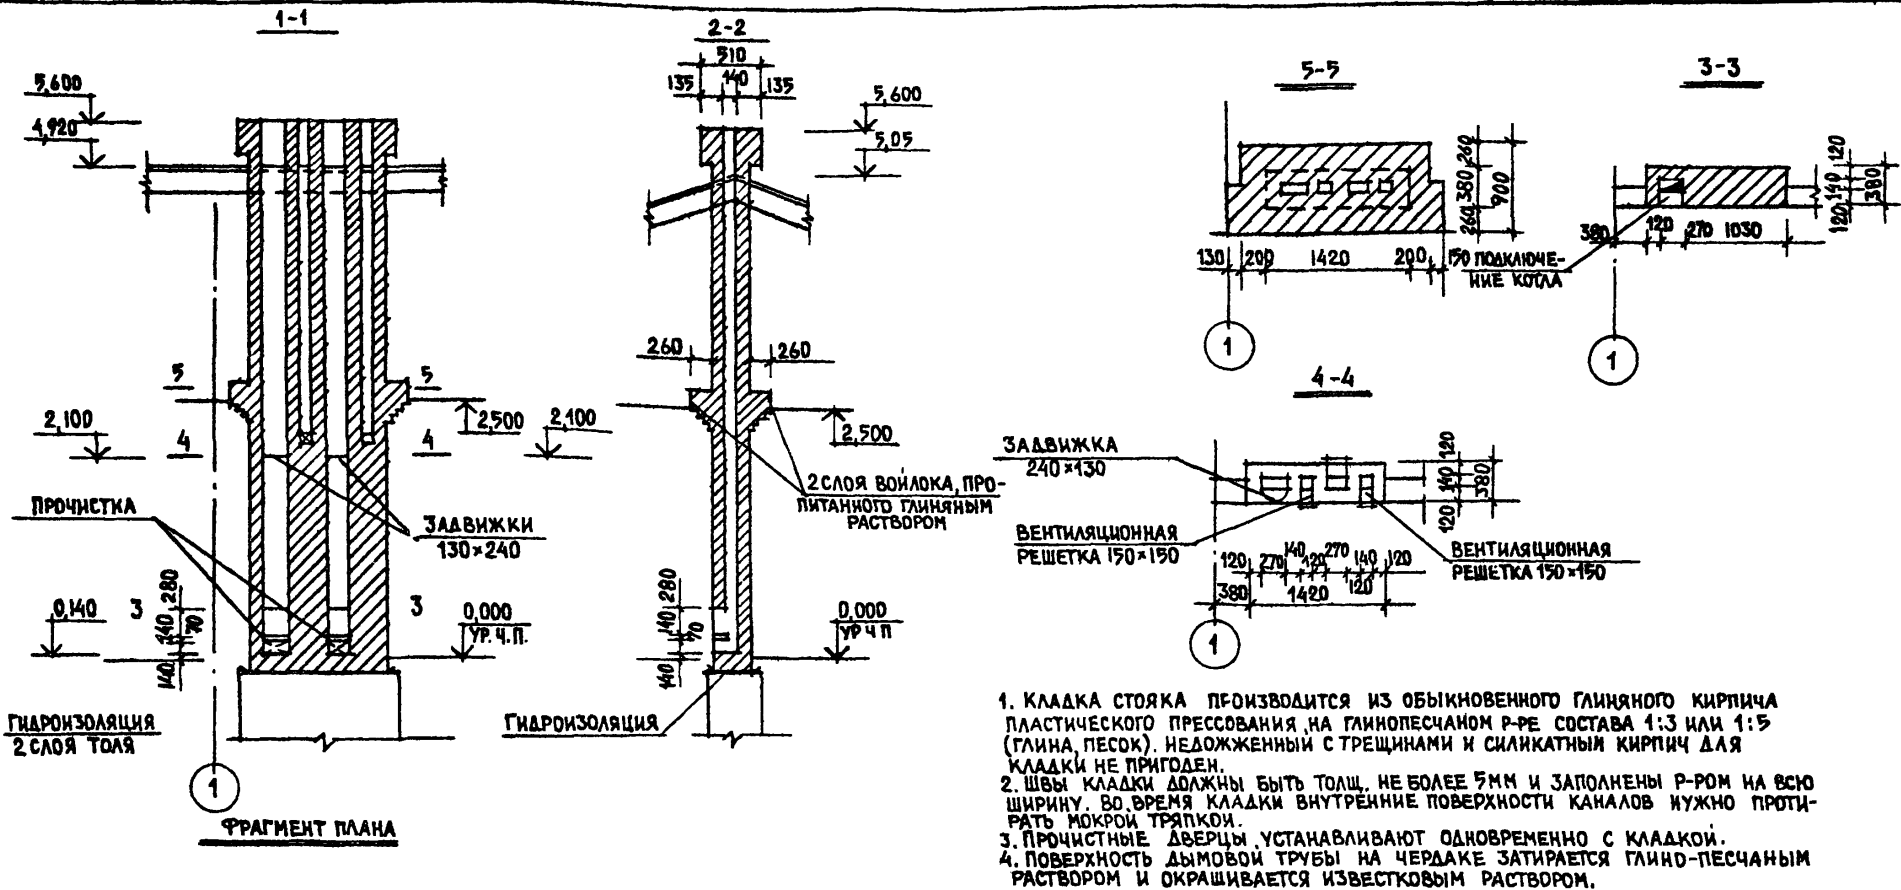 1-1
5,600
4,920
5
5
2,100
4
4
2,500
ПРОЧИСТКА
ЗАДВИЖКИ
130×240
0,140
3
3
280
140
70
140
0,000
УР.Ч.П.
ГИДРОИЗОЛЯЦИЯ
2 СЛОЯ ТОЛЯ
1
ФРАГМЕНТ ПЛАНА
2-2
510
135
140
135
5,600
5,05
260
260
2,100
2,500
2 СЛОЯ ВОЙЛОКА, ПРО-
ПИТАННОГО ГЛИНЯНЫМ
РАСТВОРОМ
280
140
70
140
0,000
УР Ч П
ГИДРОИЗОЛЯЦИЯ
5-5
260
380
260
900
130
200
1420
200
150
1
3-3
120
140
120
380
380
120
270
1030
ПОДКЛЮЧЕ-
НИЕ КОТЛА
1
4-4
ЗАДВИЖКА
240×130
120
140
120
380
ВЕНТИЛЯЦИОННАЯ
РЕШЕТКА 150×150
ВЕНТИЛЯЦИОННАЯ
РЕШЕТКА 150×150
120
270
140
120
270
140
120
120
380
1420
1
1. КЛАДКА СТОЯКА ПРОИЗВОДИТСЯ ИЗ ОБЫКНОВЕННОГО ГЛИНЯНОГО КИРПИЧА
ПЛАСТИЧЕСКОГО ПРЕССОВАНИЯ, НА ГЛИНОПЕСЧАНОМ Р-РЕ СОСТАВА 1:3 ИЛИ 1:5
(ГЛИНА, ПЕСОК). НЕДОЖЖЕННЫЙ С ТРЕЩИНАМИ И СИЛИКАТНЫЙ КИРПИЧ ДЛЯ
КЛАДКИ НЕ ПРИГОДЕН.
2. ШВЫ КЛАДКИ ДОЛЖНЫ БЫТЬ ТОЛЩ. НЕ БОЛЕЕ 5ММ И ЗАПОЛНЕНЫ Р-РОМ НА ВСЮ
ШИРИНУ. ВО ВРЕМЯ КЛАДКИ ВНУТРЕННИЕ ПОВЕРХНОСТИ КАНАЛОВ НУЖНО ПРОТИ-
РАТЬ МОКРОЙ ТРЯПКОЙ.
3. ПРОЧИСТНЫЕ ДВЕРЦЫ УСТАНАВЛИВАЮТ ОДНОВРЕМЕННО С КЛАДКОЙ.
4. ПОВЕРХНОСТЬ ДЫМОВОЙ ТРУБЫ НА ЧЕРДАКЕ ЗАТИРАЕТСЯ ГЛИНО-ПЕСЧАНЫМ
РАСТВОРОМ И ОКРАШИВАЕТСЯ ИЗВЕСТКОВЫМ РАСТВОРОМ.